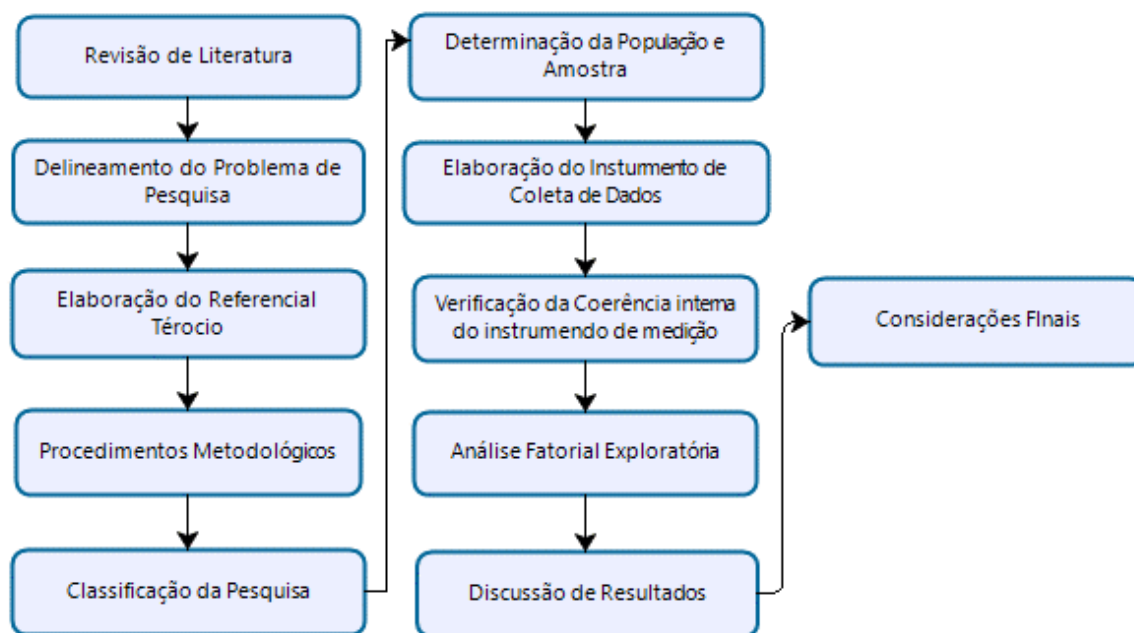 Revisão de Literatura
Delineamento do Problema de
Pesquisa
Elaboração do Referencial
Térocio
Procedimentos Metodológicos
Classificação da Pesquisa
Determinação da População e
Amostra
Elaboração do Insturmento de
Coleta de Dados
Verificação da Coerência interna
do instrumendo de medição
Análise Fatorial Exploratória
Discussão de Resultados
Considerações FInais